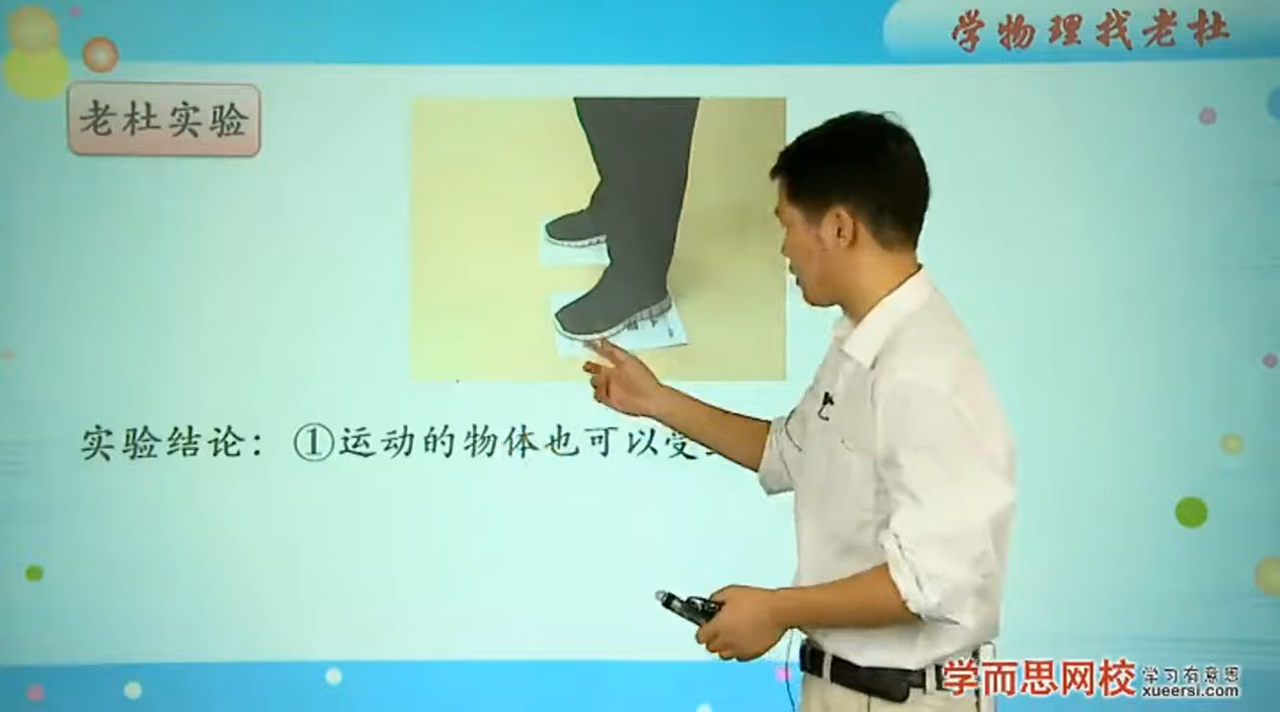 学物理找老杜
老杜实验
实验结论：①运动的物体也可以受
学而思网校
学习有意思
xueersi.com